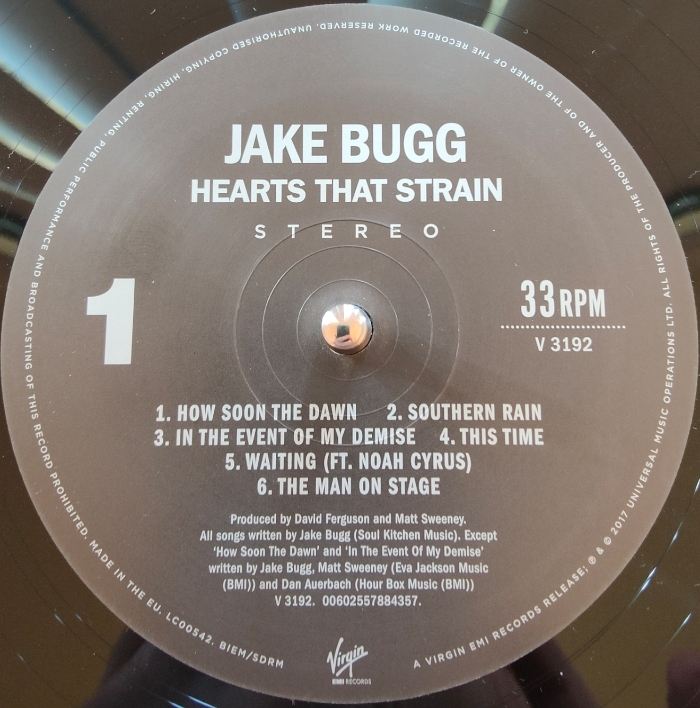 JAKE BUGG
HEARTS THAT STRAIN
STEREO
1
33 RPM
V 3192
1. HOW SOON THE DAWN 2. SOUTHERN RAIN
3. IN THE EVENT OF MY DEMISE 4. THIS TIME
5. WAITING (FT. NOAH CYRUS)
6. THE MAN ON STAGE
Produced by David Ferguson and Matt Sweeney.
All songs written by Jake Bugg (Soul Kitchen Music). Except
'How Soon The Dawn' and 'In The Event Of My Demise'
written by Jake Bugg, Matt Sweeney (Eva Jackson Music
(BMI)) and Dan Auerbach (Hour Box Music (BMI))
V 3192. 00602557884357.
Virgin
EMI RECORDS
A VIRGIN EMI RECORDS RELEASE; ℗ & © 2017 UNIVERSAL MUSIC OPERATIONS LTD. ALL RIGHTS OF THE PRODUCER AND OF THE OWNER OF THE RECORDED WORK RESERVED. UNAUTHORISED COPYING, HIRING, RENTING, PUBLIC PERFORMANCE AND BROADCASTING OF THIS RECORD PROHIBITED. MADE IN THE EU. LC00542. BIEM/SDRM